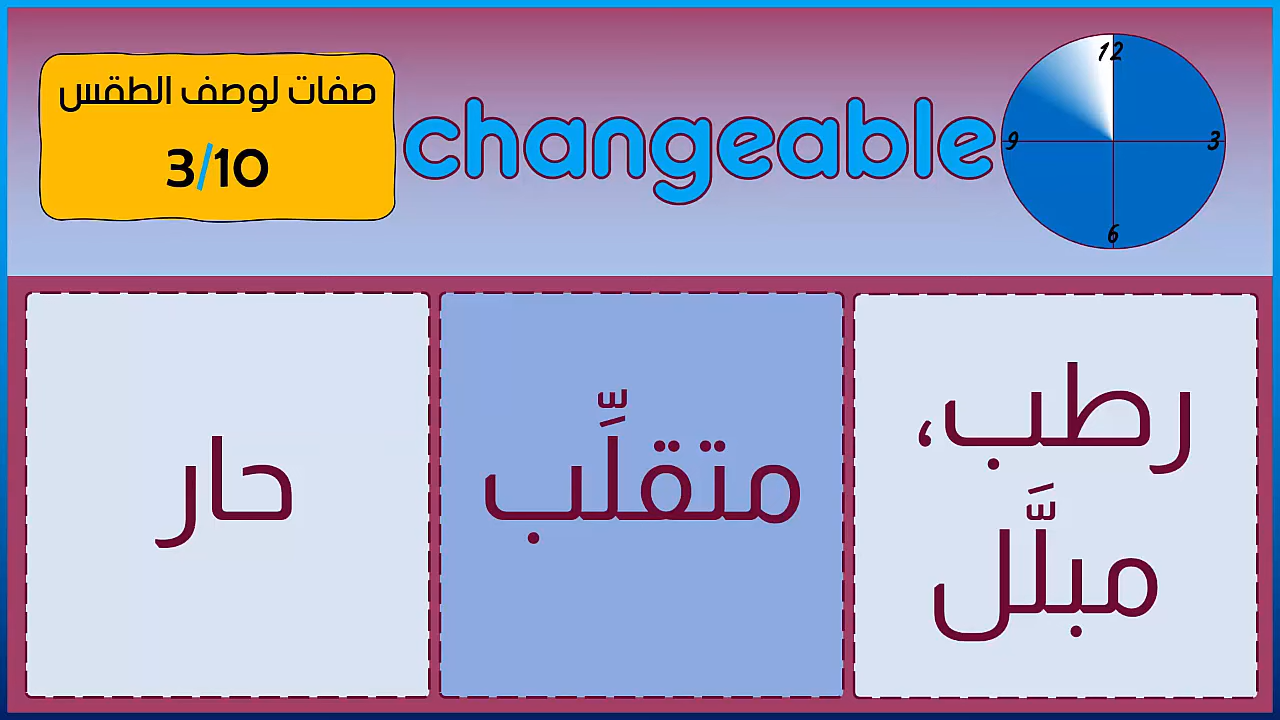 صفات لوصف الطقس
3/10
changeable
12
3
6
9
رطب،
مبلَّل
متقلِّب
حار